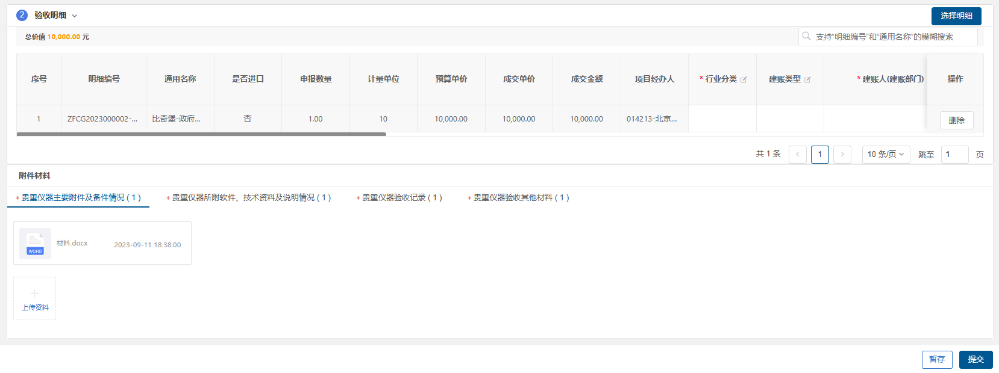 2 验收明细 选择明细
总价值 10,000.00 元 支持“明细编号”和“通用名称”的模糊搜索
序号 明细编号 通用名称 是否进口 申报数量 计量单位 预算单价 成交单价 成交金额 项目经办人 * 行业分类 建账类型 * 建账人(建账部门) 操作
1 ZFCG2023000002-... 比奇堡-政府... 否 1.00 10 10,000.00 10,000.00 10,000.00 014213-北京... 删除
共 1 条 < 1 > 10 条/页 跳至 1 页
附件材料
* 贵重仪器主要附件及备件情况 ( 1 ) * 贵重仪器所附软件、技术资料及说明情况 ( 1 ) * 贵重仪器验收记录 ( 1 ) * 贵重仪器验收其他材料 ( 1 )
WORD 材料.docx 2023-09-11 18:38:00
上传资料
暂存 提交